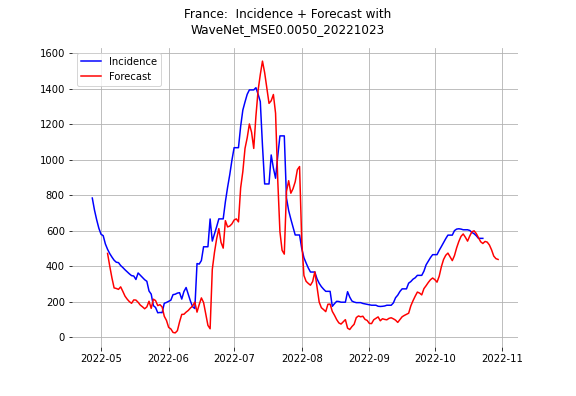 France:  Incidence + Forecast with
WaveNet_MSE0.0050_20221023
Incidence
Forecast
1600
1400
1200
1000
800
600
400
200
0
2022-05 2022-06 2022-07 2022-08 2022-09 2022-10 2022-11